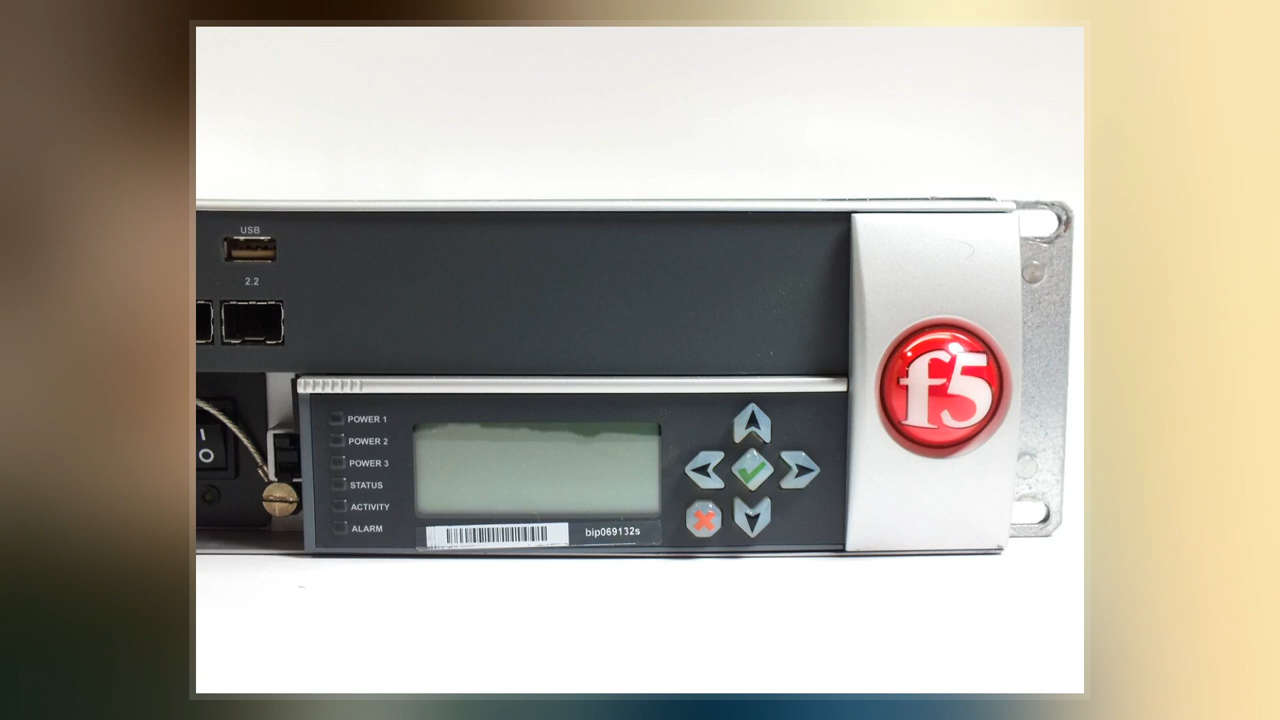 USB
2.2
I
O
POWER 1
POWER 2
POWER 3
STATUS
ACTIVITY
ALARM
bip069132s
f5